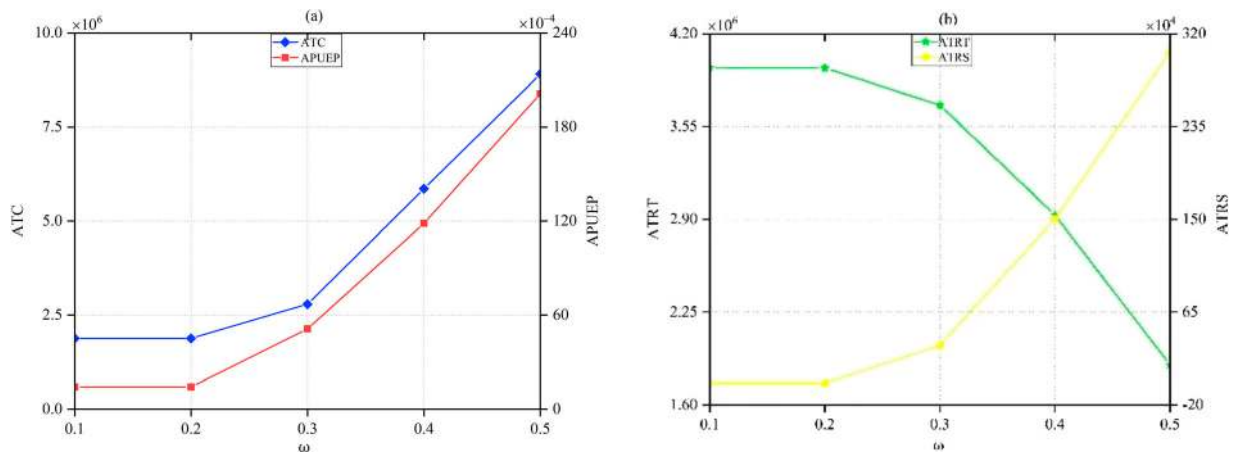 (a)
×10⁶
×10⁻⁴
10.0
7.5
5.0
2.5
0.0
240
180
120
60
0
ATC
APUEP
ATC
APUEP
0.1 0.2 0.3 0.4 0.5
ω
(b)
×10⁶
×10⁴
4.20
3.55
2.90
2.25
1.60
320
235
150
65
-20
ATRT
ATRS
ATRT
ATRS
0.1 0.2 0.3 0.4 0.5
ω